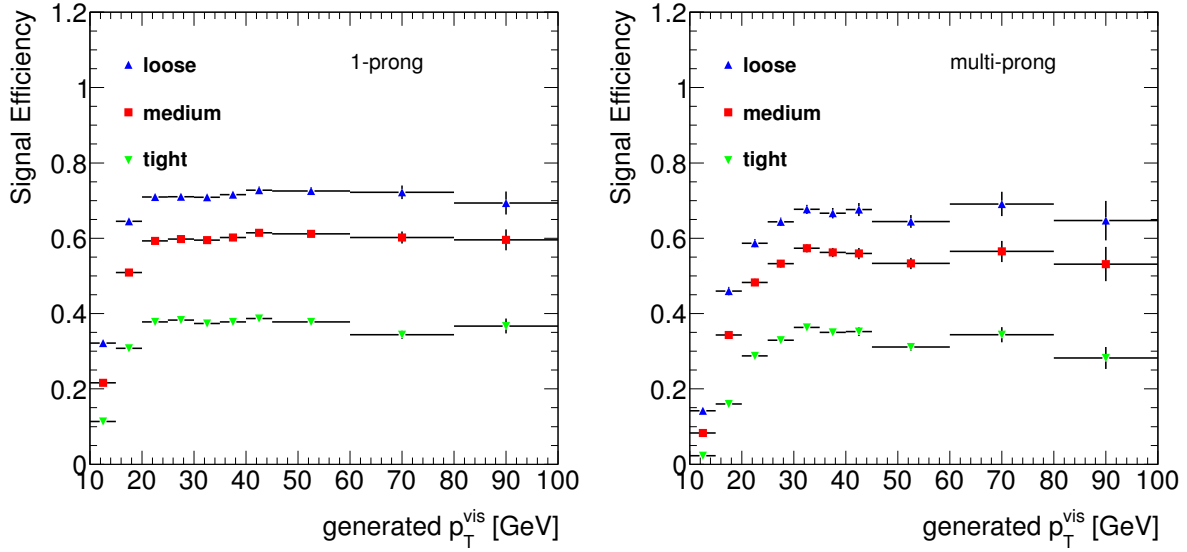 Signal Efficiency
1.2
1
0.8
0.6
0.4
0.2
0
loose
medium
tight
1-prong
10 20 30 40 50 60 70 80 90 100
generated p_T^vis [GeV]
Signal Efficiency
1.2
1
0.8
0.6
0.4
0.2
0
loose
medium
tight
multi-prong
10 20 30 40 50 60 70 80 90 100
generated p_T^vis [GeV]